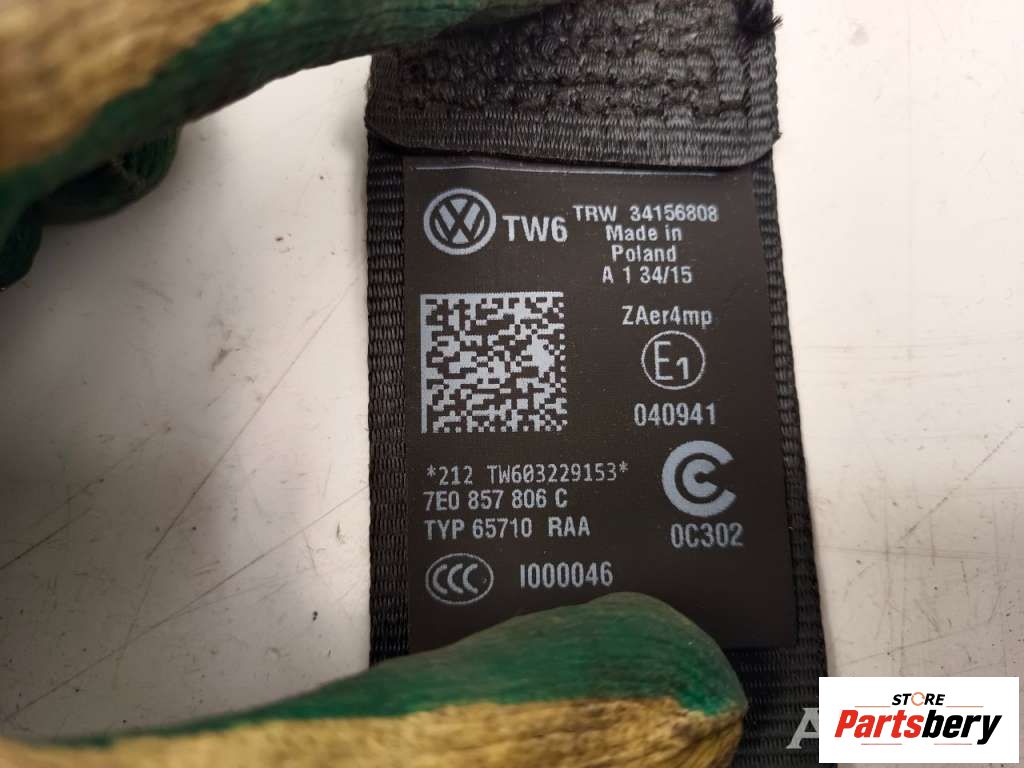 TW6
TRW 34156808
Made in
Poland
A 1 34/15
ZAer4mp
E1
040941
*212 TW603229153*
7E0 857 806 C
TYP 65710 RAA
0C302
CCC I000046
A
STORE
Partsbery